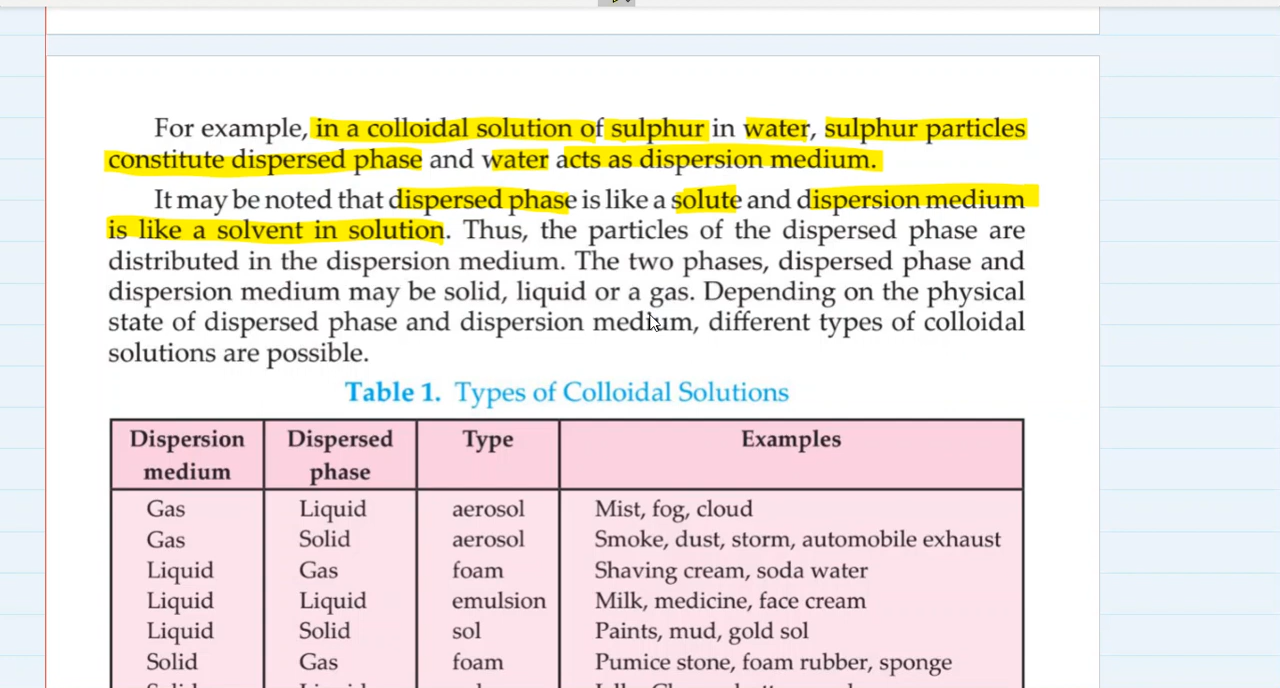 For example, in a colloidal solution of sulphur in water, sulphur particles
constitute dispersed phase and water acts as dispersion medium.
It may be noted that dispersed phase is like a solute and dispersion medium
is like a solvent in solution. Thus, the particles of the dispersed phase are
distributed in the dispersion medium. The two phases, dispersed phase and
dispersion medium may be solid, liquid or a gas. Depending on the physical
state of dispersed phase and dispersion medium, different types of colloidal
solutions are possible.
Table 1. Types of Colloidal Solutions
Dispersion medium Dispersed phase Type Examples
Gas Liquid aerosol Mist, fog, cloud
Gas Solid aerosol Smoke, dust, storm, automobile exhaust
Liquid Gas foam Shaving cream, soda water
Liquid Liquid emulsion Milk, medicine, face cream
Liquid Solid sol Paints, mud, gold sol
Solid Gas foam Pumice stone, foam rubber, sponge